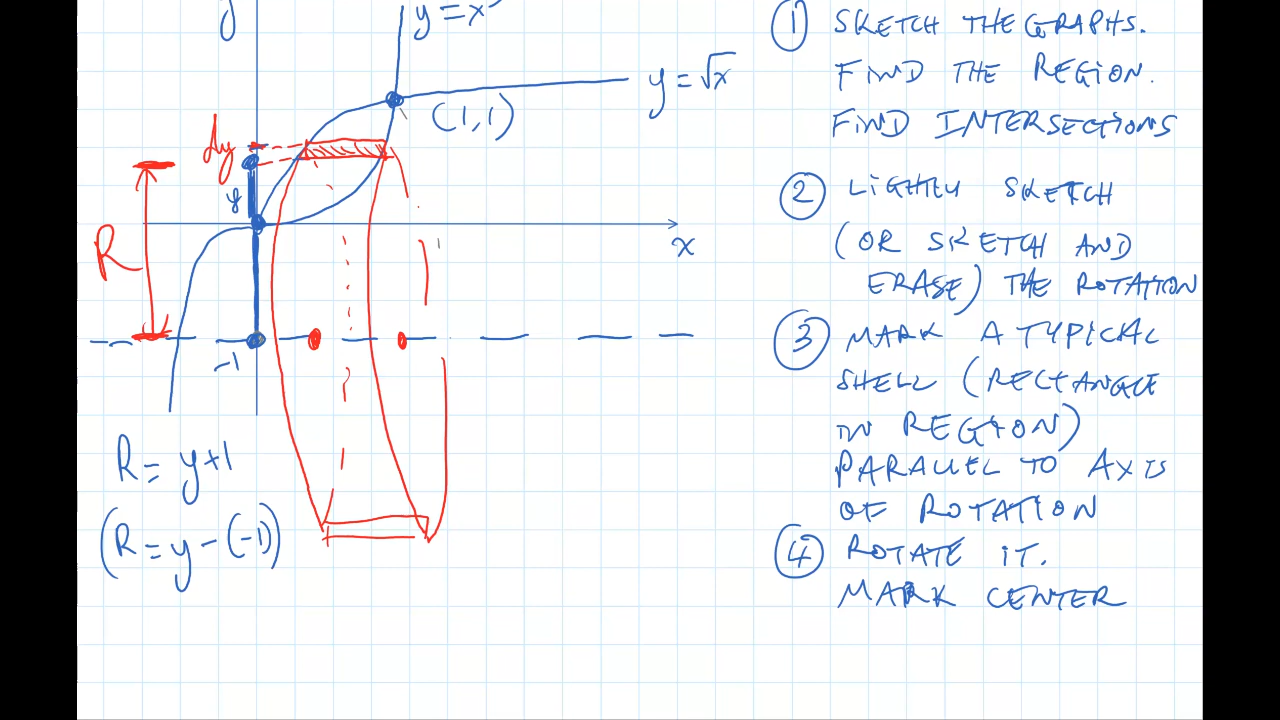 y = x³
y = √x
(1,1)
Δy
y
R
x
-1
R = y+1
(R = y - (-1))
① SKETCH THE GRAPHS.
FIND THE REGION.
FIND INTERSECTIONS
② LIGHTLY SKETCH
(OR SKETCH AND
ERASE) THE ROTATION
③ MARK A TYPICAL
SHELL (RECTANGLE
IN REGION)
PARALLEL TO AXIS
OF ROTATION
④ ROTATE IT.
MARK CENTER